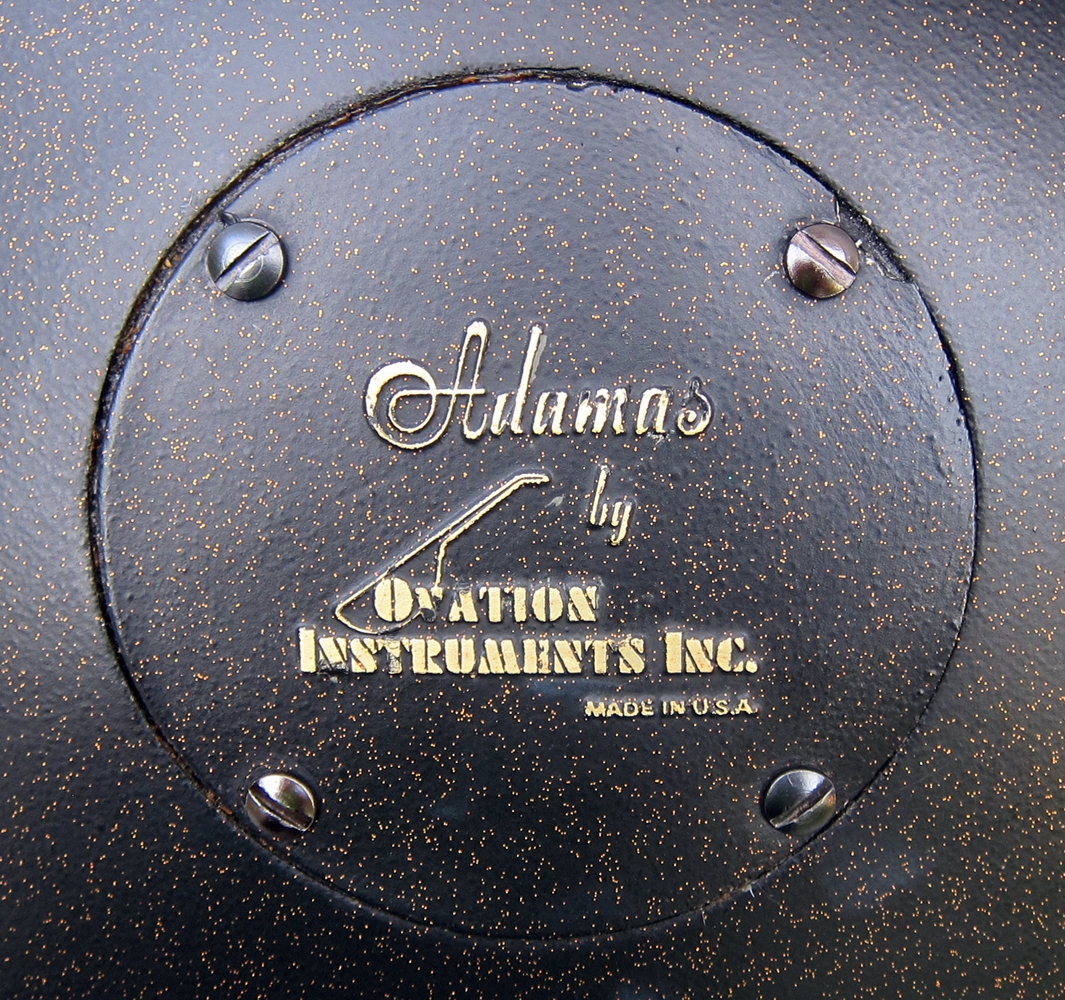 Adamas
by
OVATION
INSTRUMENTS INC.
MADE IN U.S.A.